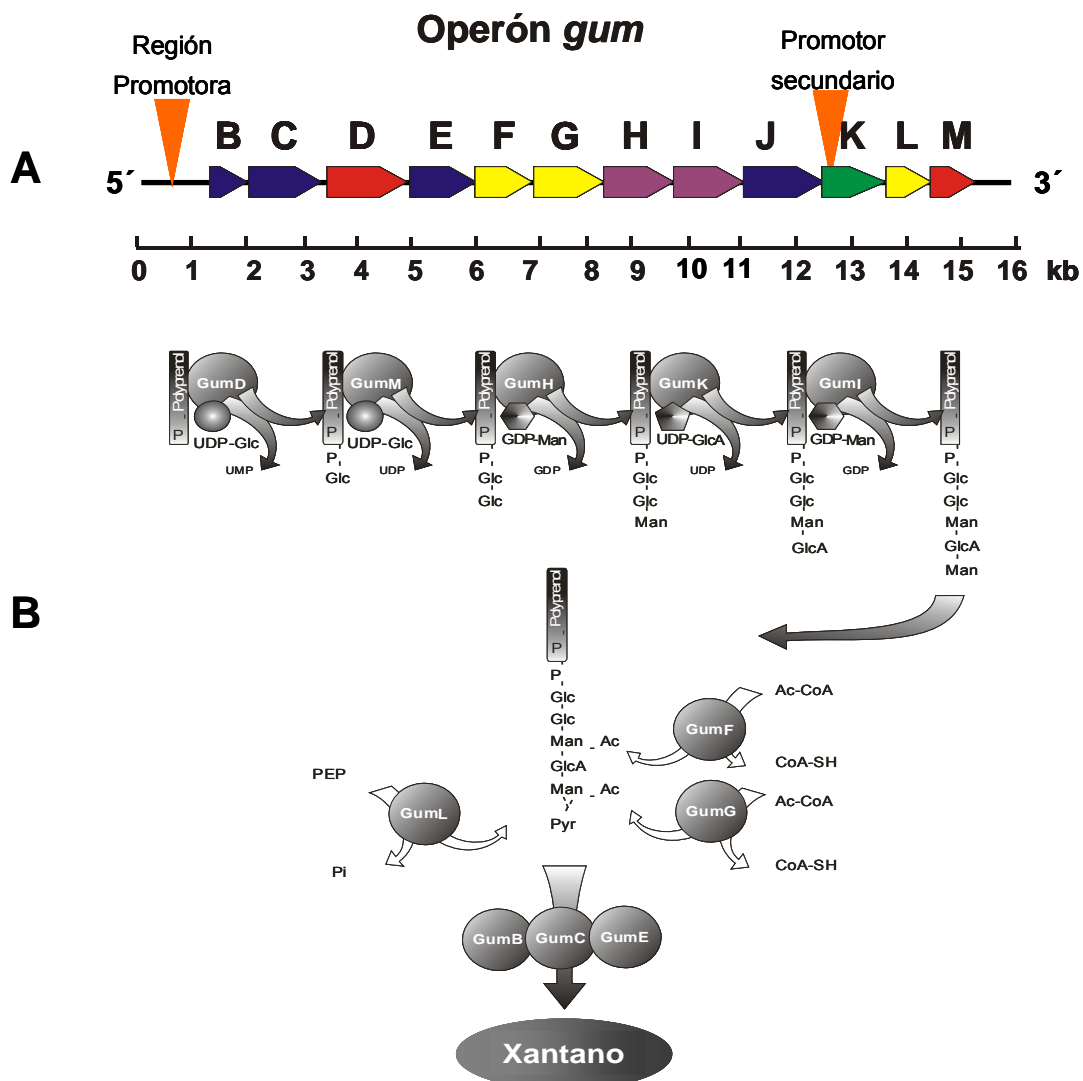 Operón gum
Región
Promotora
Promotor
secundario
A
B C D E F G H I J K L M
5´ 3´
0 1 2 3 4 5 6 7 8 9 10 11 12 13 14 15 16 kb
B
Polyprenol Polyprenol Polyprenol Polyprenol Polyprenol Polyprenol
GumD GumM GumH GumK GumI
P P P P P P
UDP-Glc UDP-Glc GDP-Man UDP-GlcA GDP-Man
UMP UDP GDP UDP GDP
P P P P P
Glc Glc Glc Glc Glc
Glc Glc Glc Glc
Man Man Man
GlcA GlcA
Man
Polyprenol
P
P
Glc
Glc
Man Ac
GlcA
Man Ac
Pyr
Ac-CoA
GumF
CoA-SH
Ac-CoA
GumG
CoA-SH
PEP
GumL
Pi
GumB GumC GumE
Xantano